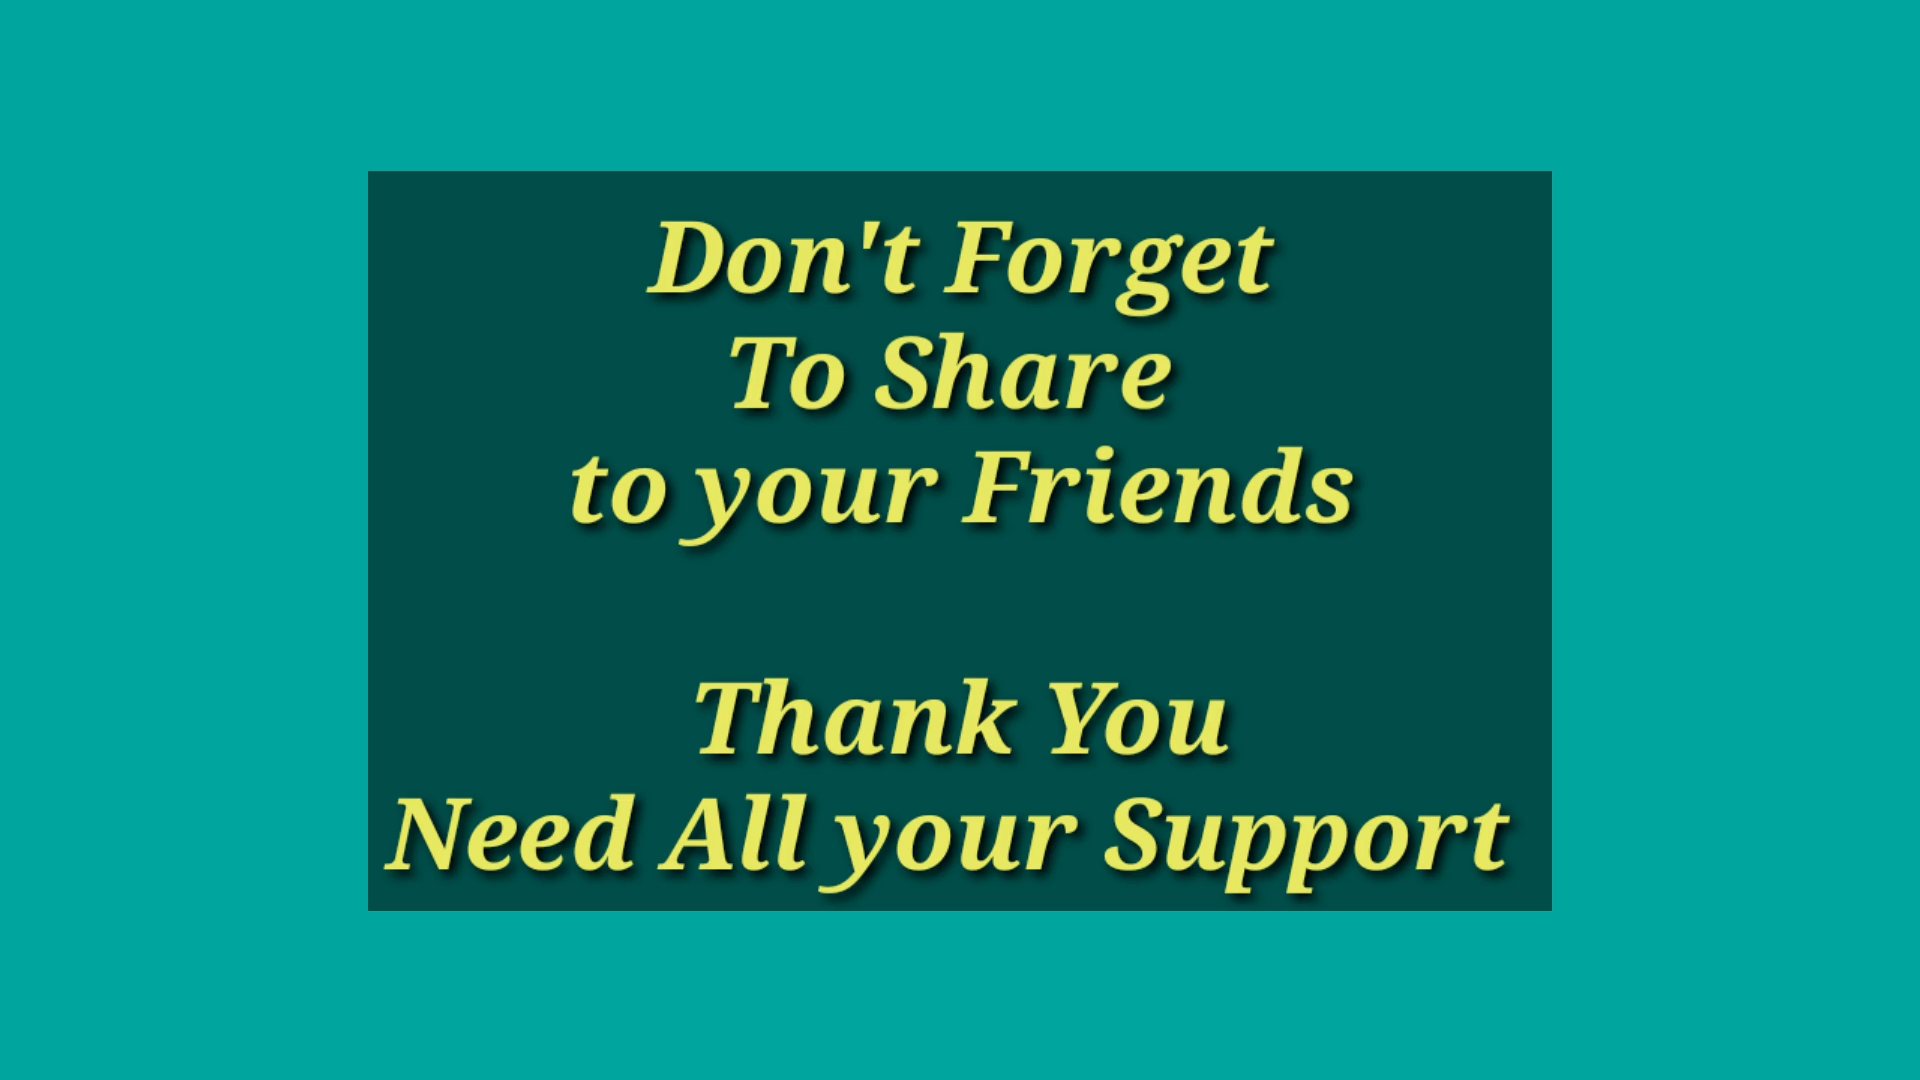 Don't Forget
To Share
to your Friends
Thank You
Need All your Support